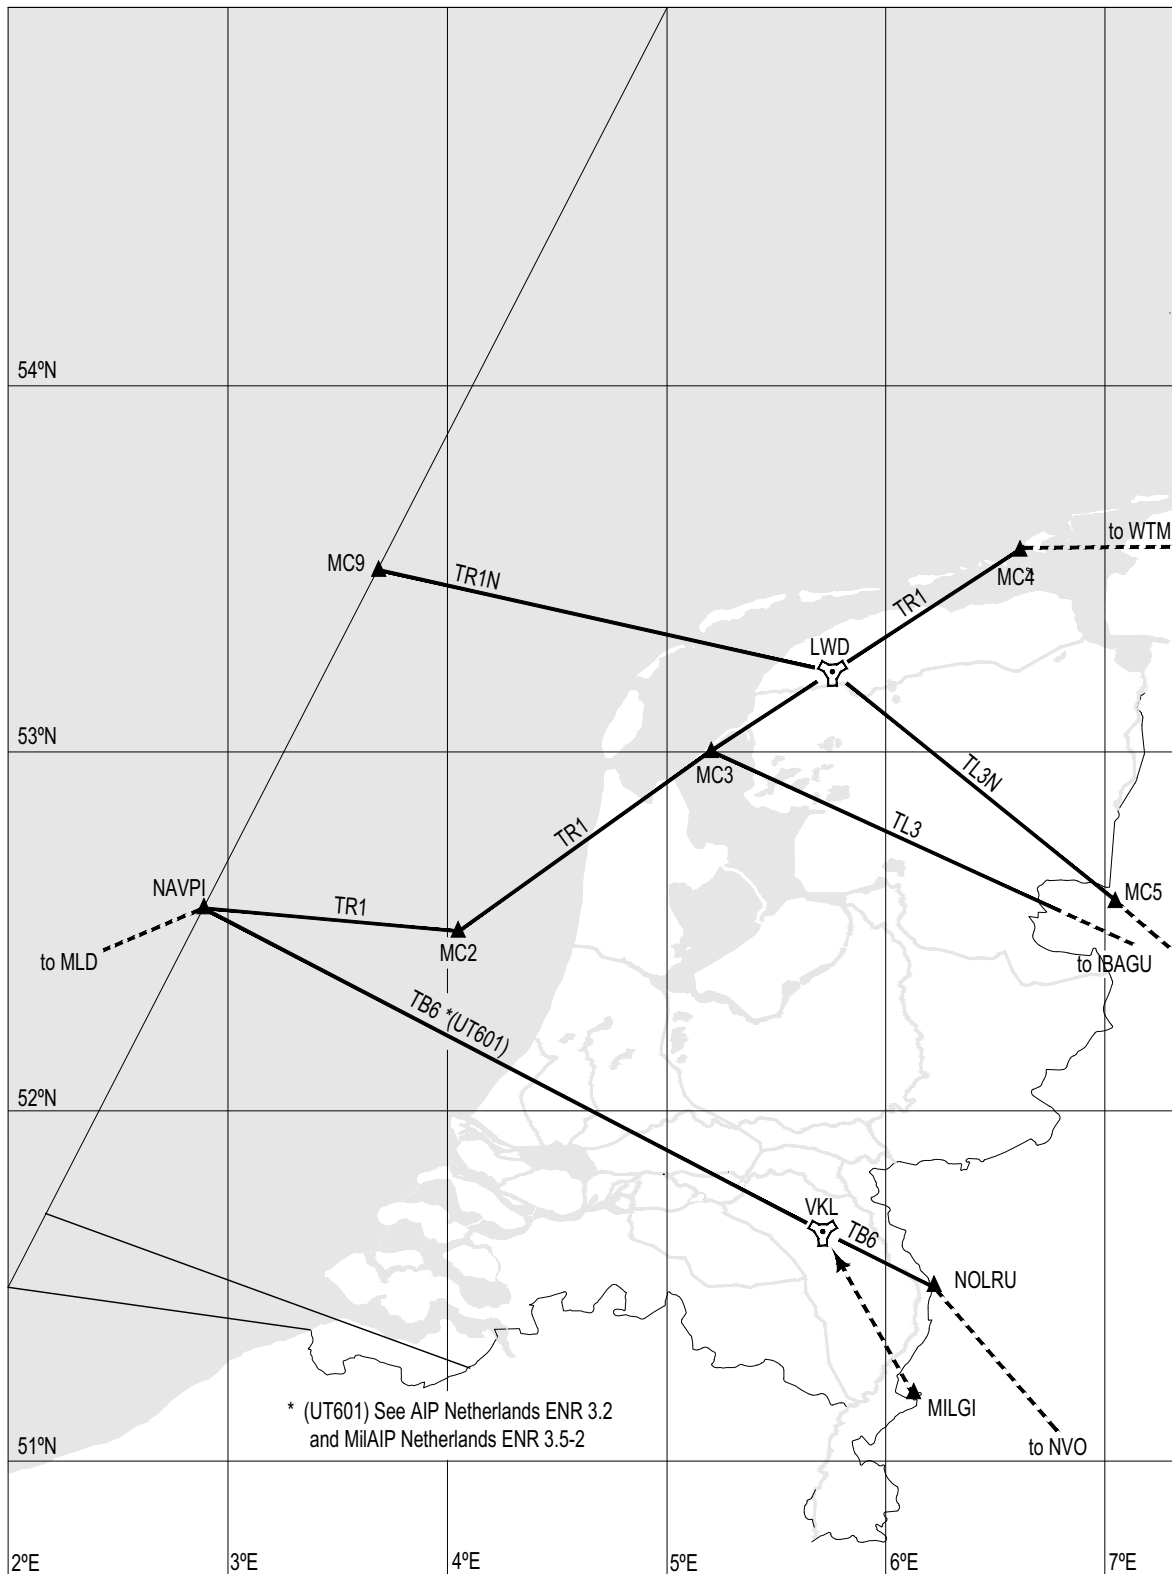 54ºN
to WTM
MC9
TR1N
MC4
TR1
LWD
53ºN
MC3
TL3N
TR1
TL3
NAVPI
MC5
TR1
MC2
to MLD
to IBAGU
TB6 *(UT601)
52ºN
VKL
TB6
NOLRU
MILGI
* (UT601) See AIP Netherlands ENR 3.2
and MilAIP Netherlands ENR 3.5-2
to NVO
51ºN
2ºE
3ºE
4ºE
5ºE
6ºE
7ºE